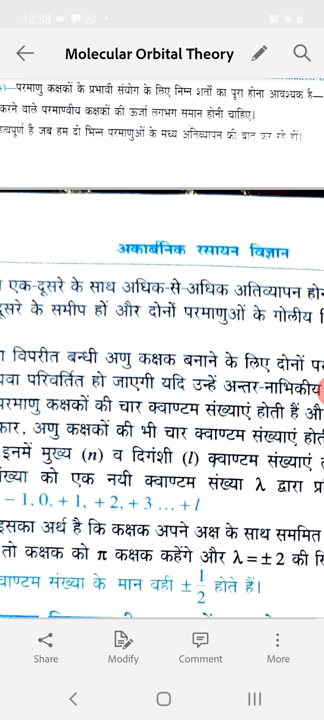 12:38
Molecular Orbital Theory
—परमाणु कक्षकों के प्रभावी संयोग के लिए निम्न शर्तों का पूरा होना आवश्यक है—
करने वाले परमाण्वीय कक्षकों की ऊर्जा लगभग समान होनी चाहिए।
है जब हम दो भिन्न परमाणुओं के मध्य अनिव्यापन की बात कर रहे हों।
अकार्बनिक रसायन विज्ञान
एक-दूसरे के साथ अधिक-से-अधिक अतिव्यापन
दूसरे के समीप हों और दोनों परमाणुओं के गोलीय
विपरीत बन्धी अणु कक्षक बनाने के लिए दोनों
परिवर्तित हो जाएगी यदि उन्हें अन्तर-नाभिकीय
परमाणु कक्षकों की चार क्वाण्टम संख्याएं होती हैं
अणु कक्षकों की भी चार क्वाण्टम संख्याएं
इनमें मुख्य (n) व दिगंशी (l) क्वाण्टम संख्याएं
को एक नयी क्वाण्टम संख्या λ द्वारा
– 1, 0, + 1, + 2, + 3 ... + l
इसका अर्थ है कि कक्षक अपने अक्ष के साथ सममित
तो कक्षक को π कक्षक कहेंगे और λ = ± 2 की
क्वाण्टम संख्या के मान वही ± 1/2 होते हैं।
Share
Modify
Comment
More